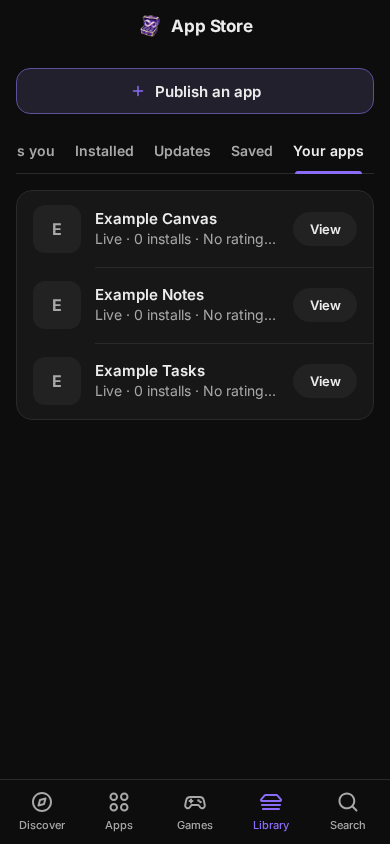 App Store
+ Publish an app
s you Installed Updates Saved Your apps
E
Example Canvas
Live · 0 installs · No rating...
View
E
Example Notes
Live · 0 installs · No rating...
View
E
Example Tasks
Live · 0 installs · No rating...
View
Discover Apps Games Library Search